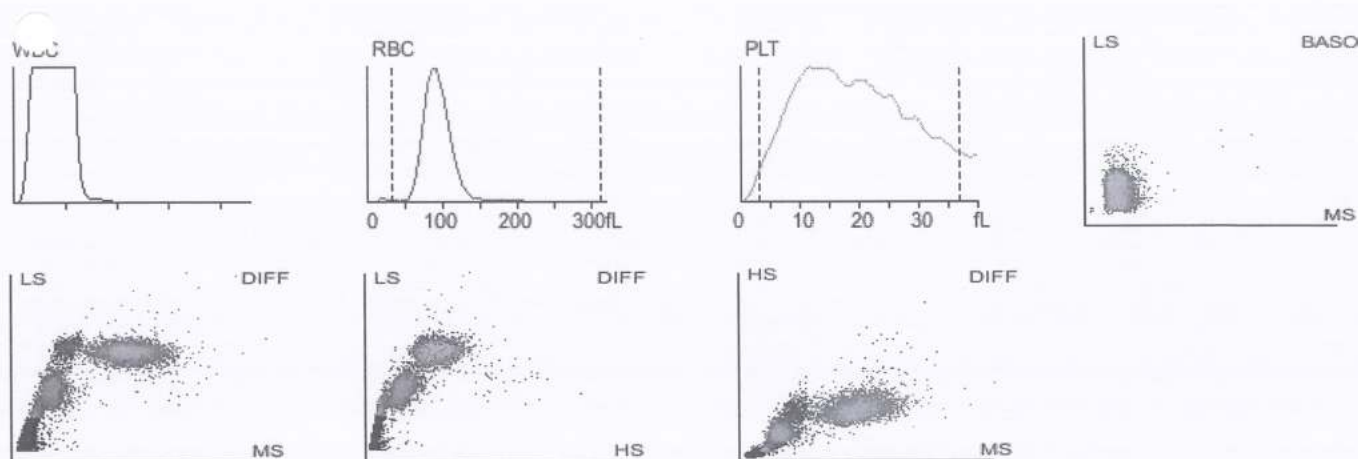 RBC
PLT
LS BASO
0 100 200 300fL
0 10 20 30 fL
MS
LS DIFF
LS DIFF
HS DIFF
MS
HS
MS